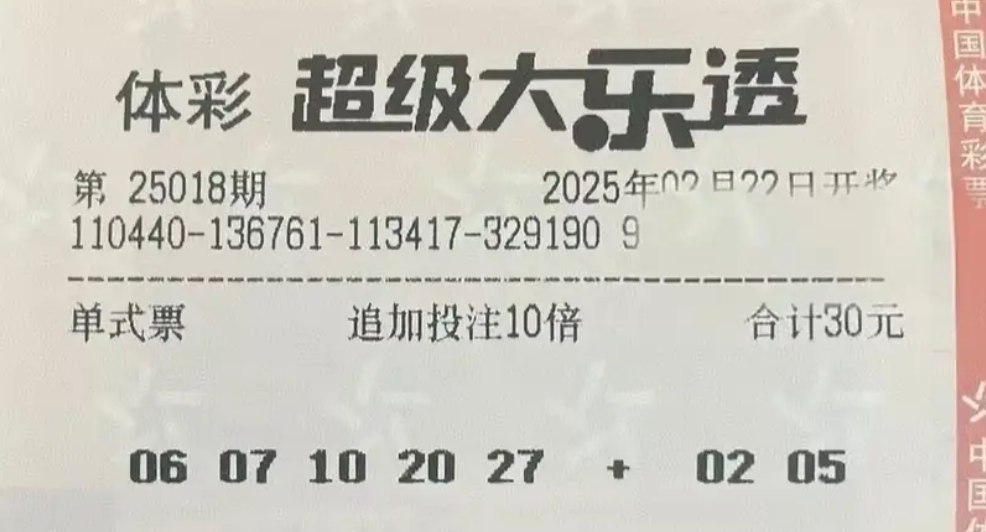 体彩 超级大乐透
第 25018期 2025年02月22日开奖
110440-136761-113417-329190 9
单式票 追加投注10倍 合计30元
06 07 10 20 27 + 02 05
中国体育彩票
中国体